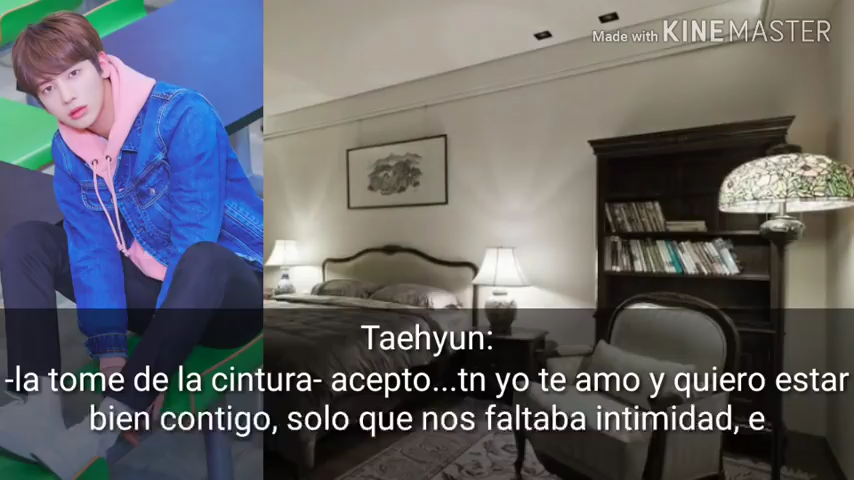 Made with KINEMASTER
Taehyun:
-la tome de la cintura- acepto...tn yo te amo y quiero estar
bien contigo, solo que nos faltaba intimidad, e